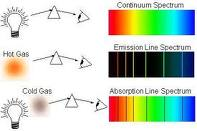 Continuum Spectrum
Hot Gas
Emission Line Spectrum
Cold Gas
Absorption Line Spectrum